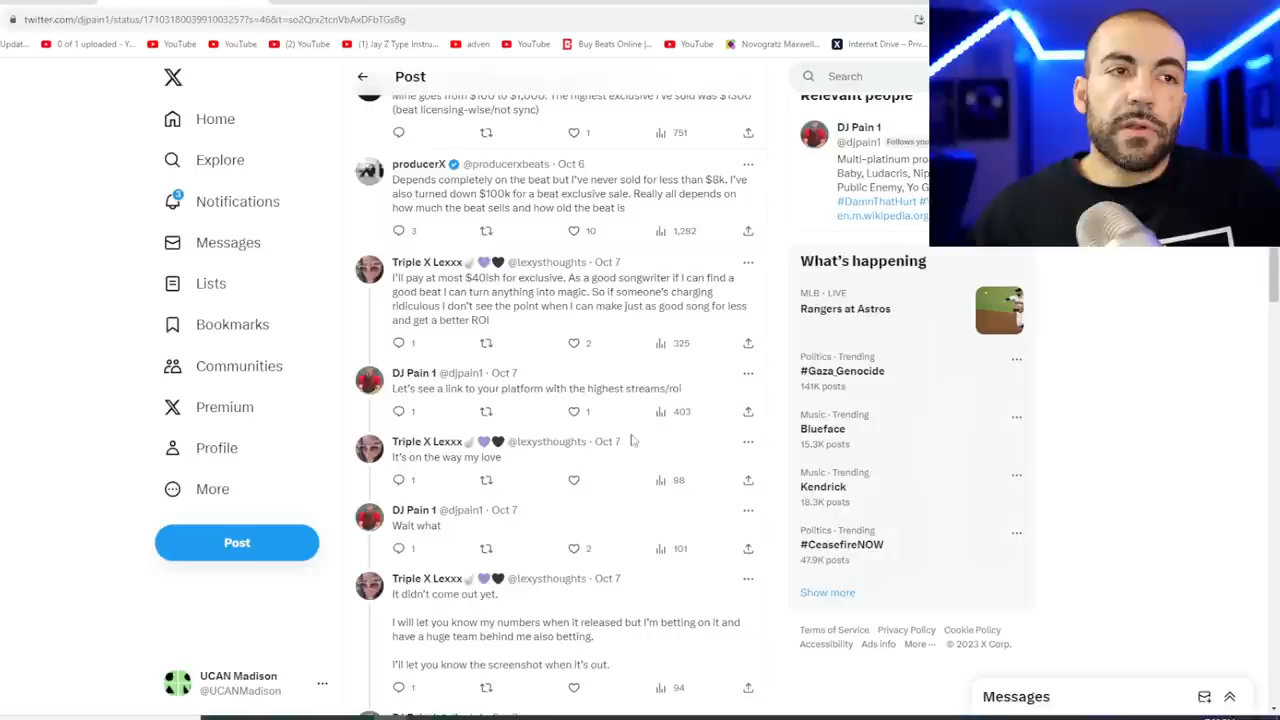 twitter.com/djpain1/status/1710318003991003257?s=46&t=so2Qrx2tcnVbAxDFbTGs8g
Updat...
0 of 1 uploaded - Y...
YouTube
YouTube
(2) YouTube
(1) Jay Z Type Instru...
adven
YouTube
Buy Beats Online |...
YouTube
Novogratz Maxwel...
Internxt Drive – Priv...
Home
Explore
3
Notifications
Messages
Lists
Bookmarks
Communities
Premium
Profile
More
Post
UCAN Madison
@UCANMadison
Post
Mine goes from $100 to $1,000. The highest exclusive I've sold was $1300
(beat licensing-wise/not sync)
1
751
producerX @producerxbeats · Oct 6
Depends completely on the beat but I've never sold for less than $8k. I've
also turned down $100k for a beat exclusive sale. Really all depends on
how much the beat sells and how old the beat is
3
10
1,282
Triple X Lexxx @lexysthoughts · Oct 7
I'll pay at most $40ish for exclusive. As a good songwriter if I can find a
good beat I can turn anything into magic. So if someone's charging
ridiculous I don't see the point when I can make just as good song for less
and get a better ROI
1
2
325
DJ Pain 1 @djpain1 · Oct 7
Let's see a link to your platform with the highest streams/roi
1
1
403
Triple X Lexxx @lexysthoughts · Oct 7
It's on the way my love
1
98
DJ Pain 1 @djpain1 · Oct 7
Wait what
1
2
101
Triple X Lexxx @lexysthoughts · Oct 7
It didn't come out yet.
I will let you know my numbers when it released but I'm betting on it and
have a huge team behind me also betting.
I'll let you know the screenshot when it's out.
1
94
Search
Relevant people
DJ Pain 1
@djpain1 Follows you
Multi-platinum pro
Baby, Ludacris, Nip
Public Enemy, Yo G
#DamnThatHurt
en.m.wikipedia.org
What's happening
MLB · LIVE
Rangers at Astros
Politics · Trending
#Gaza_Genocide
141K posts
Music · Trending
Blueface
15.3K posts
Music · Trending
Kendrick
18.3K posts
Politics · Trending
#CeasefireNOW
47.9K posts
Show more
Terms of Service Privacy Policy Cookie Policy
Accessibility Ads info More ··· © 2023 X Corp.
Messages